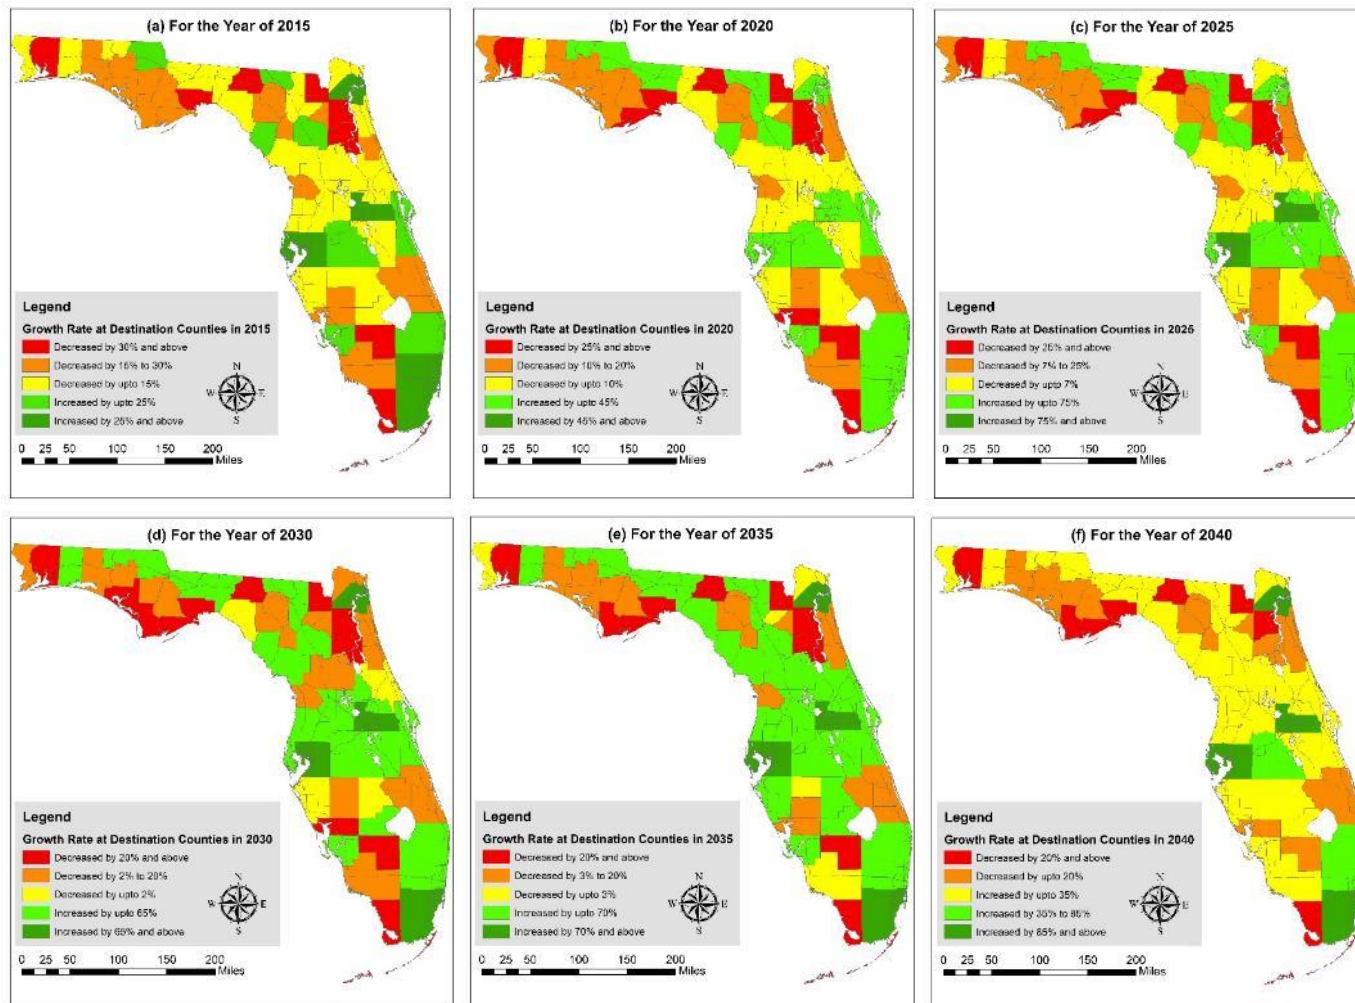 (a) For the Year of 2015
Legend
Growth Rate at Destination Counties in 2015
Decreased by 30% and above
Decreased by 15% to 30%
Decreased by upto 15%
Increased by upto 25%
Increased by 25% and above
N
W E
S
0 25 50 100 150 200
Miles
(b) For the Year of 2020
Legend
Growth Rate at Destination Counties in 2020
Decreased by 25% and above
Decreased by 10% to 20%
Decreased by upto 10%
Increased by upto 45%
Increased by 45% and above
N
W E
S
0 25 50 100 150 200
Miles
(c) For the Year of 2025
Legend
Growth Rate at Destination Counties in 2025
Decreased by 25% and above
Decreased by 7% to 25%
Decreased by upto 7%
Increased by upto 75%
Increased by 75% and above
N
W E
S
0 25 50 100 150 200
Miles
(d) For the Year of 2030
Legend
Growth Rate at Destination Counties in 2030
Decreased by 20% and above
Decreased by 2% to 20%
Decreased by upto 2%
Increased by upto 65%
Increased by 65% and above
N
W E
S
0 25 50 100 150 200
Miles
(e) For the Year of 2035
Legend
Growth Rate at Destination Counties in 2035
Decreased by 20% and above
Decreased by 3% to 20%
Decreased by upto 3%
Increased by upto 70%
Increased by 70% and above
N
W E
S
0 25 50 100 150 200
Miles
(f) For the Year of 2040
Legend
Growth Rate at Destination Counties in 2040
Decreased by 20% and above
Decreased by upto 20%
Increased by upto 35%
Increased by 35% to 85%
Increased by 85% and above
N
W E
S
0 25 50 100 150 200
Miles